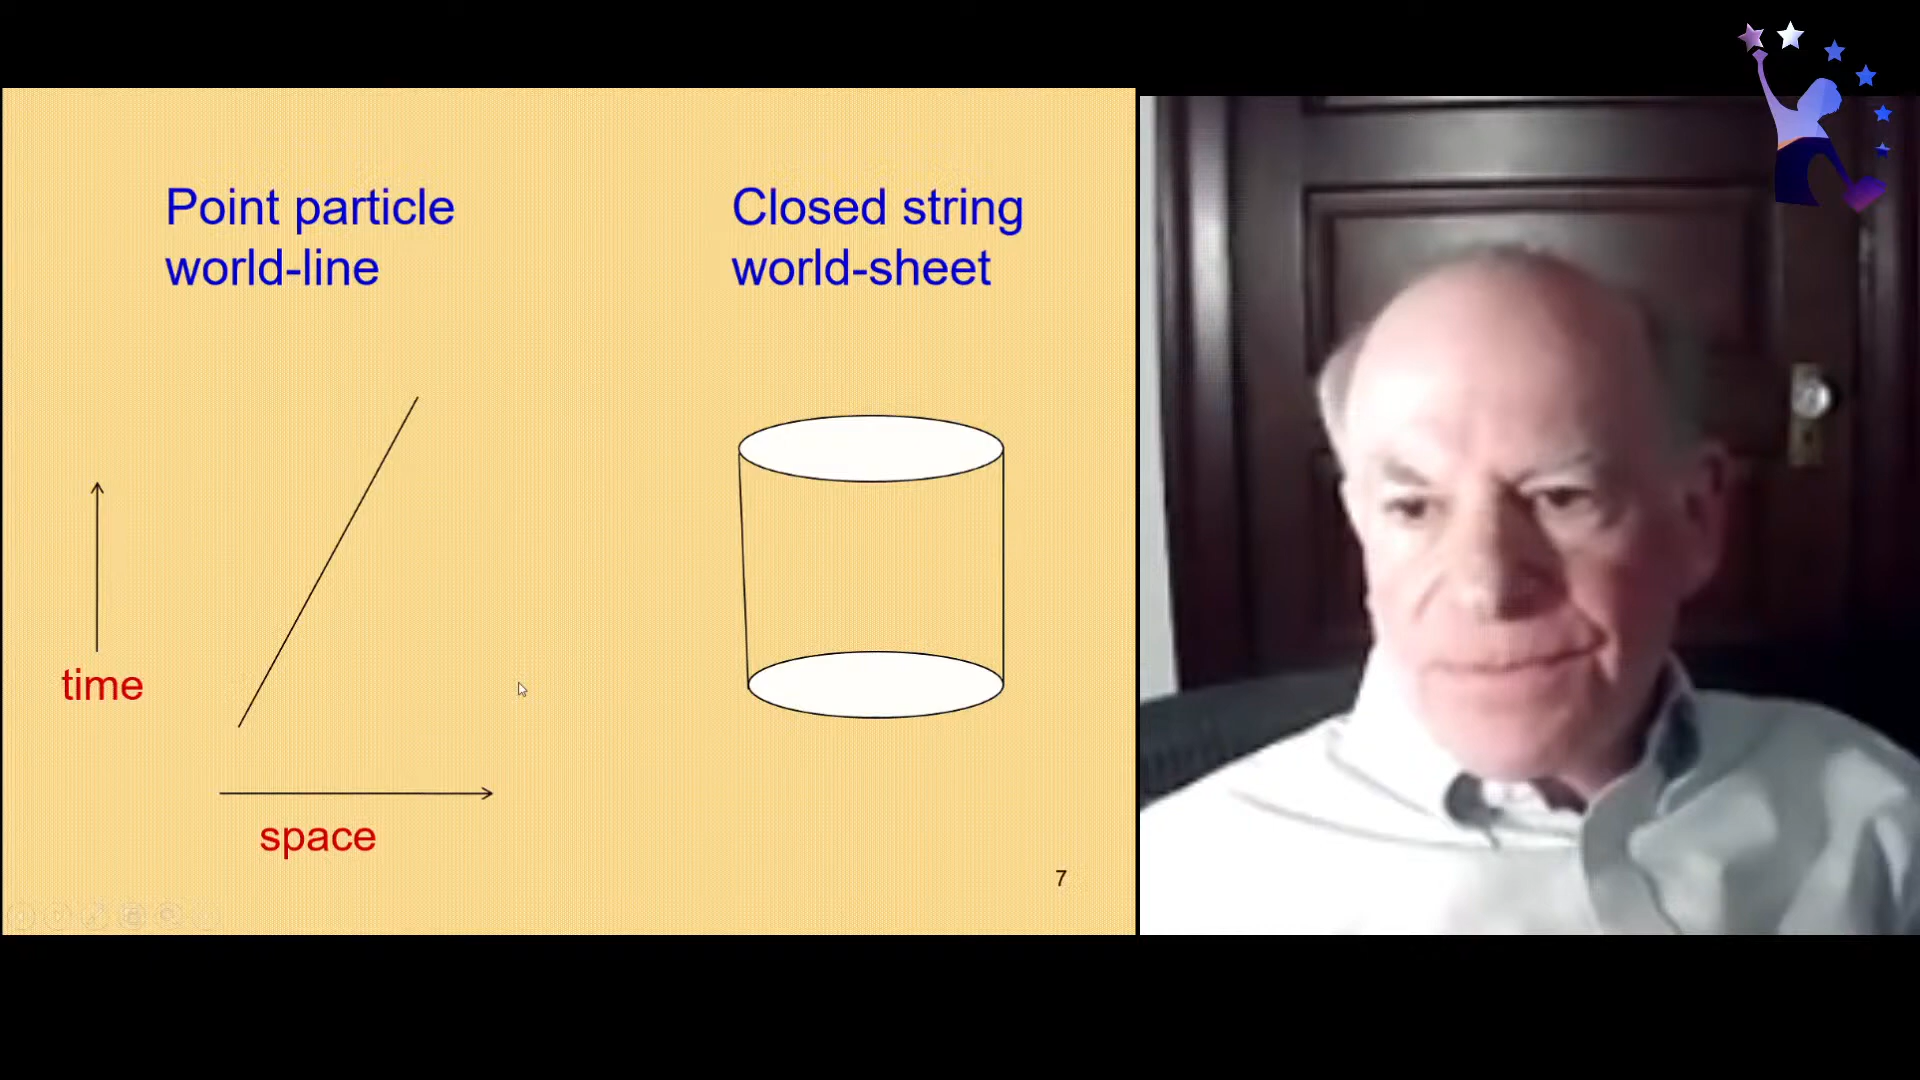 Point particle
world-line
Closed string
world-sheet
time
space
7